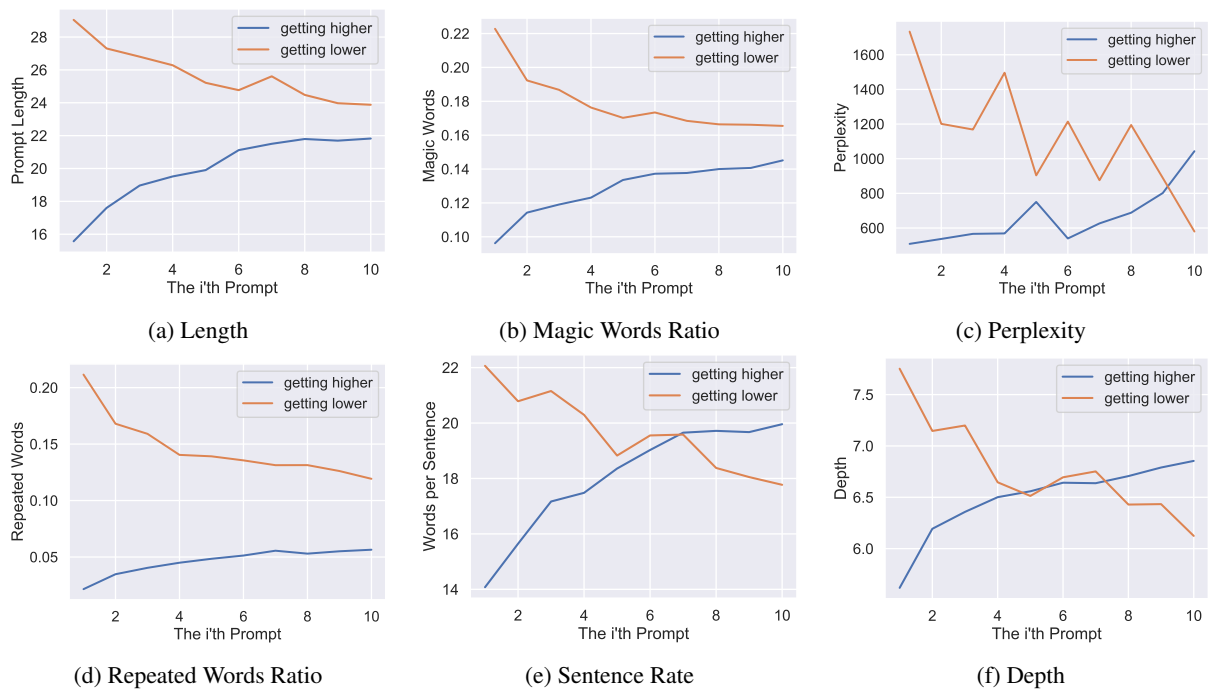 getting higher
getting lower
28
26
24
22
20
18
16
Prompt Length
2 4 6 8 10
The i'th Prompt
(a) Length
getting higher
getting lower
0.22
0.20
0.18
0.16
0.14
0.12
0.10
Magic Words
2 4 6 8 10
The i'th Prompt
(b) Magic Words Ratio
getting higher
getting lower
1600
1400
1200
1000
800
600
Perplexity
2 4 6 8 10
The i'th Prompt
(c) Perplexity
getting higher
getting lower
0.20
0.15
0.10
0.05
Repeated Words
2 4 6 8 10
The i'th Prompt
(d) Repeated Words Ratio
getting higher
getting lower
22
20
18
16
14
Words per Sentence
2 4 6 8 10
The i'th Prompt
(e) Sentence Rate
getting higher
getting lower
7.5
7.0
6.5
6.0
Depth
2 4 6 8 10
The i'th Prompt
(f) Depth